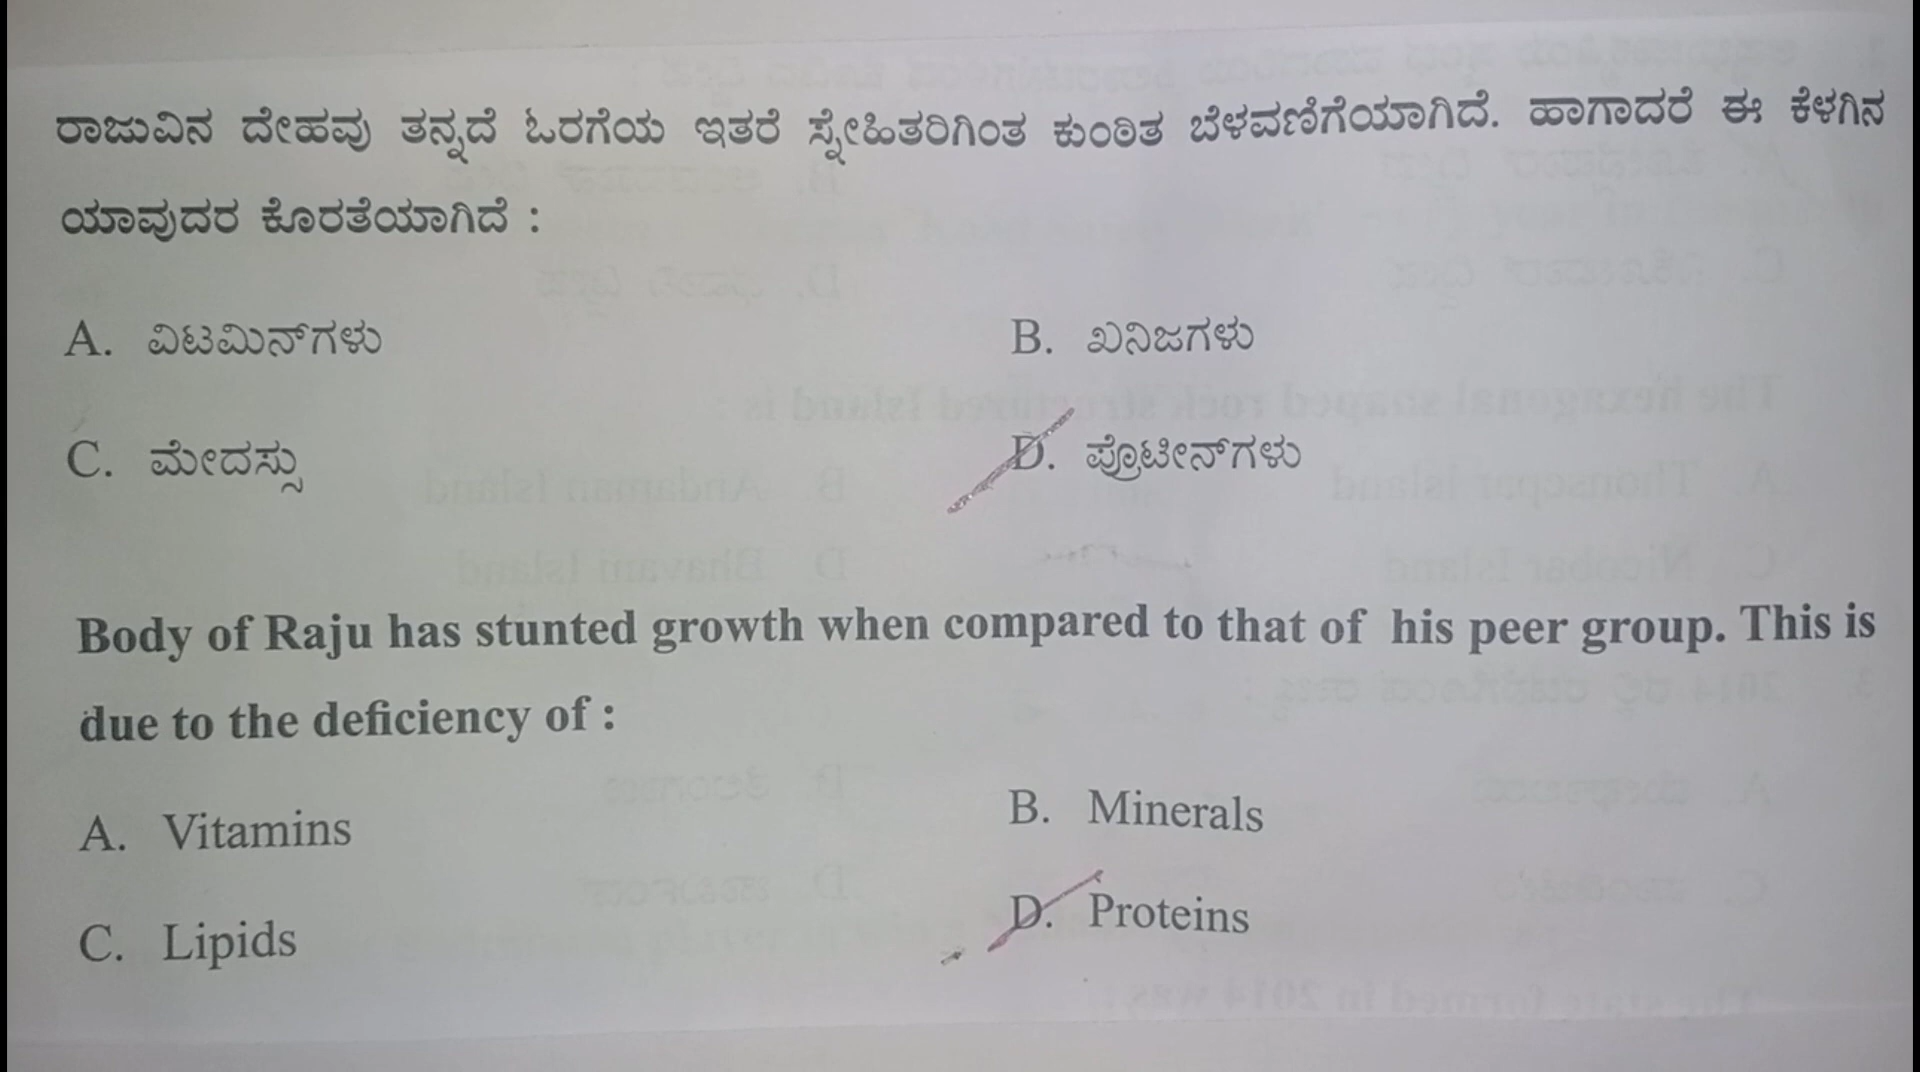 ರಾಜುವಿನ ದೇಹವು ತನ್ನದೆ ಓರಗೆಯ ಇತರೆ ಸ್ನೇಹಿತರಿಗಿಂತ ಕುಂಠಿತ ಬೆಳವಣಿಗೆಯಾಗಿದೆ. ಹಾಗಾದರೆ ಈ ಕೆಳಗಿನ
ಯಾವುದರ ಕೊರತೆಯಾಗಿದೆ :
A. ವಿಟಮಿನ್‌ಗಳು B. ಖನಿಜಗಳು
C. ಮೇದಸ್ಸು D. ಪ್ರೊಟೀನ್‌ಗಳು
Body of Raju has stunted growth when compared to that of his peer group. This is
due to the deficiency of :
A. Vitamins B. Minerals
C. Lipids D. Proteins